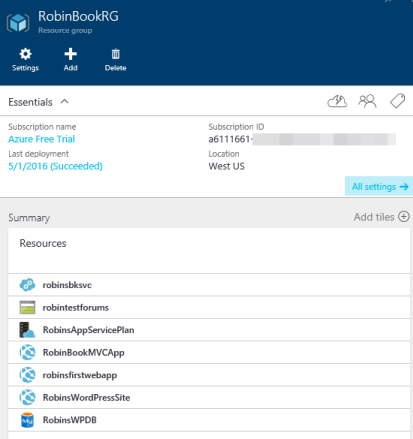 RobinBookRG
Resource group
Settings
Add
Delete
Essentials
Subscription name
Azure Free Trial
Subscription ID
a6111661-
Last deployment
5/1/2016 (Succeeded)
Location
West US
All settings →
Summary
Add tiles
Resources
robinsbksvc
robintestforums
RobinsAppServicePlan
RobinBookMVCApp
robinsfirstwebapp
RobinsWordPressSite
My
RobinsWPDB